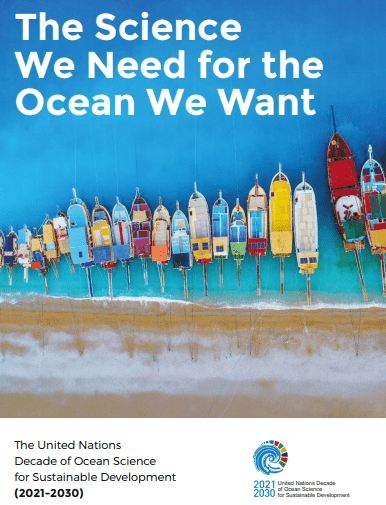 The Science
We Need for the
Ocean We Want
The United Nations
Decade of Ocean Science
for Sustainable Development
(2021-2030)
2021
2030
United Nations Decade
of Ocean Science
for Sustainable Development